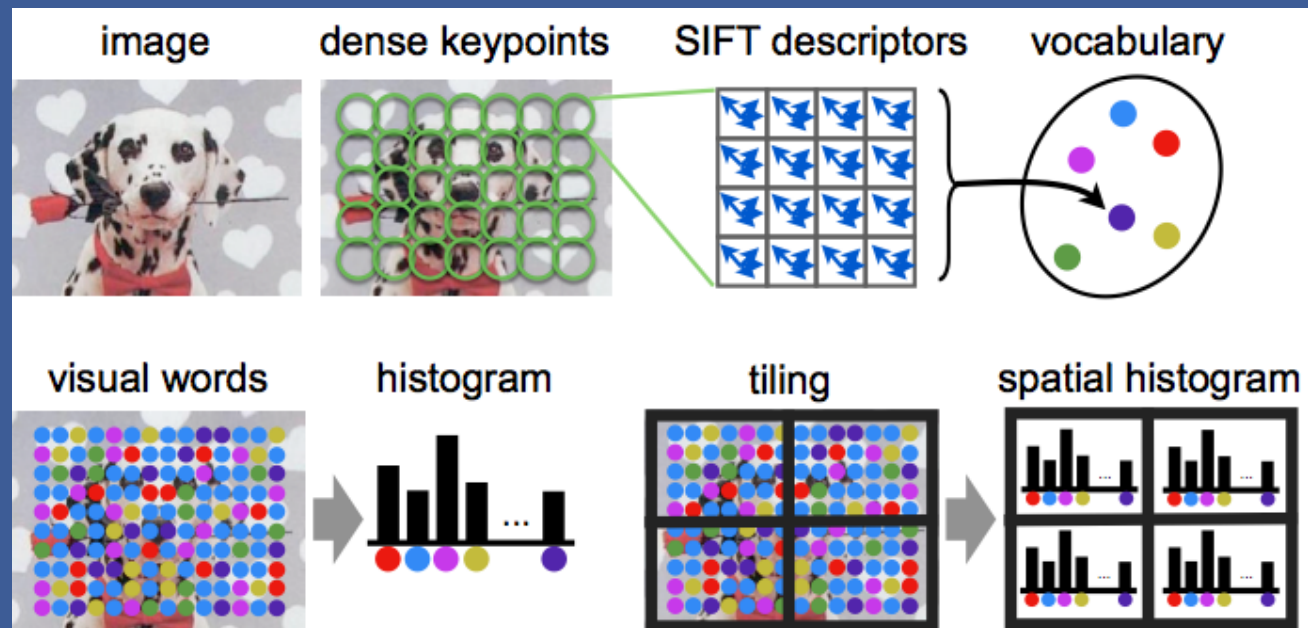 image dense keypoints SIFT descriptors vocabulary
visual words histogram tiling spatial histogram
...
... ...
... ...